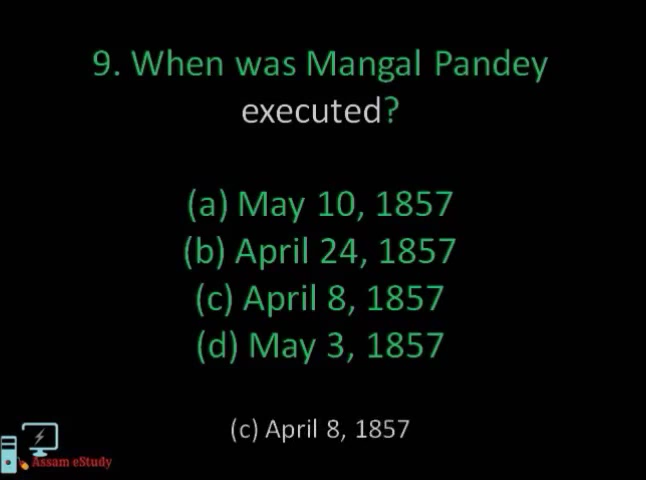 9. When was Mangal Pandey
executed?
(a) May 10, 1857
(b) April 24, 1857
(c) April 8, 1857
(d) May 3, 1857
(c) April 8, 1857
Assam eStudy